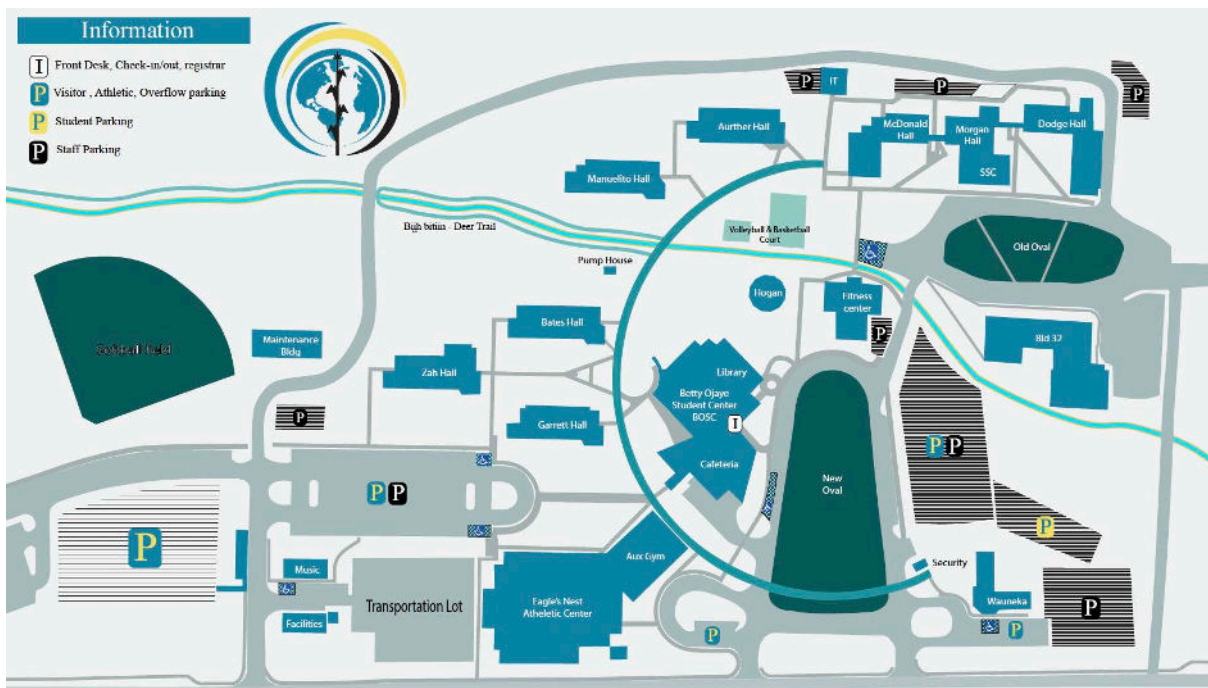 Information
I Front Desk, Check-in/out, registrar
P Visitor , Athletic, Overflow parking
P Student Parking
P Staff Parking
P
IT
P
P
Aurther Hall
McDonald
Hall
Morgan
Hall
Dodge Hall
SSC
Manuelito Hall
Volleyball & Basketball
Court
Deer Trail
Old Oval
Pump House
Hogan
Fitness
center
P
Bates Hall
Bld 37
Maintenance
Bldg
Zah Hall
Library
Betty Ojaye
Student Center
BOSC
I
P
Garrett Hall
Cafeteria
P P
New
Oval
P P
P
P
Aux Gym
Security
Music
Transportation Lot
Eagle's Nest
Atheletic Center
Wauneka
P
Facilities
P
P